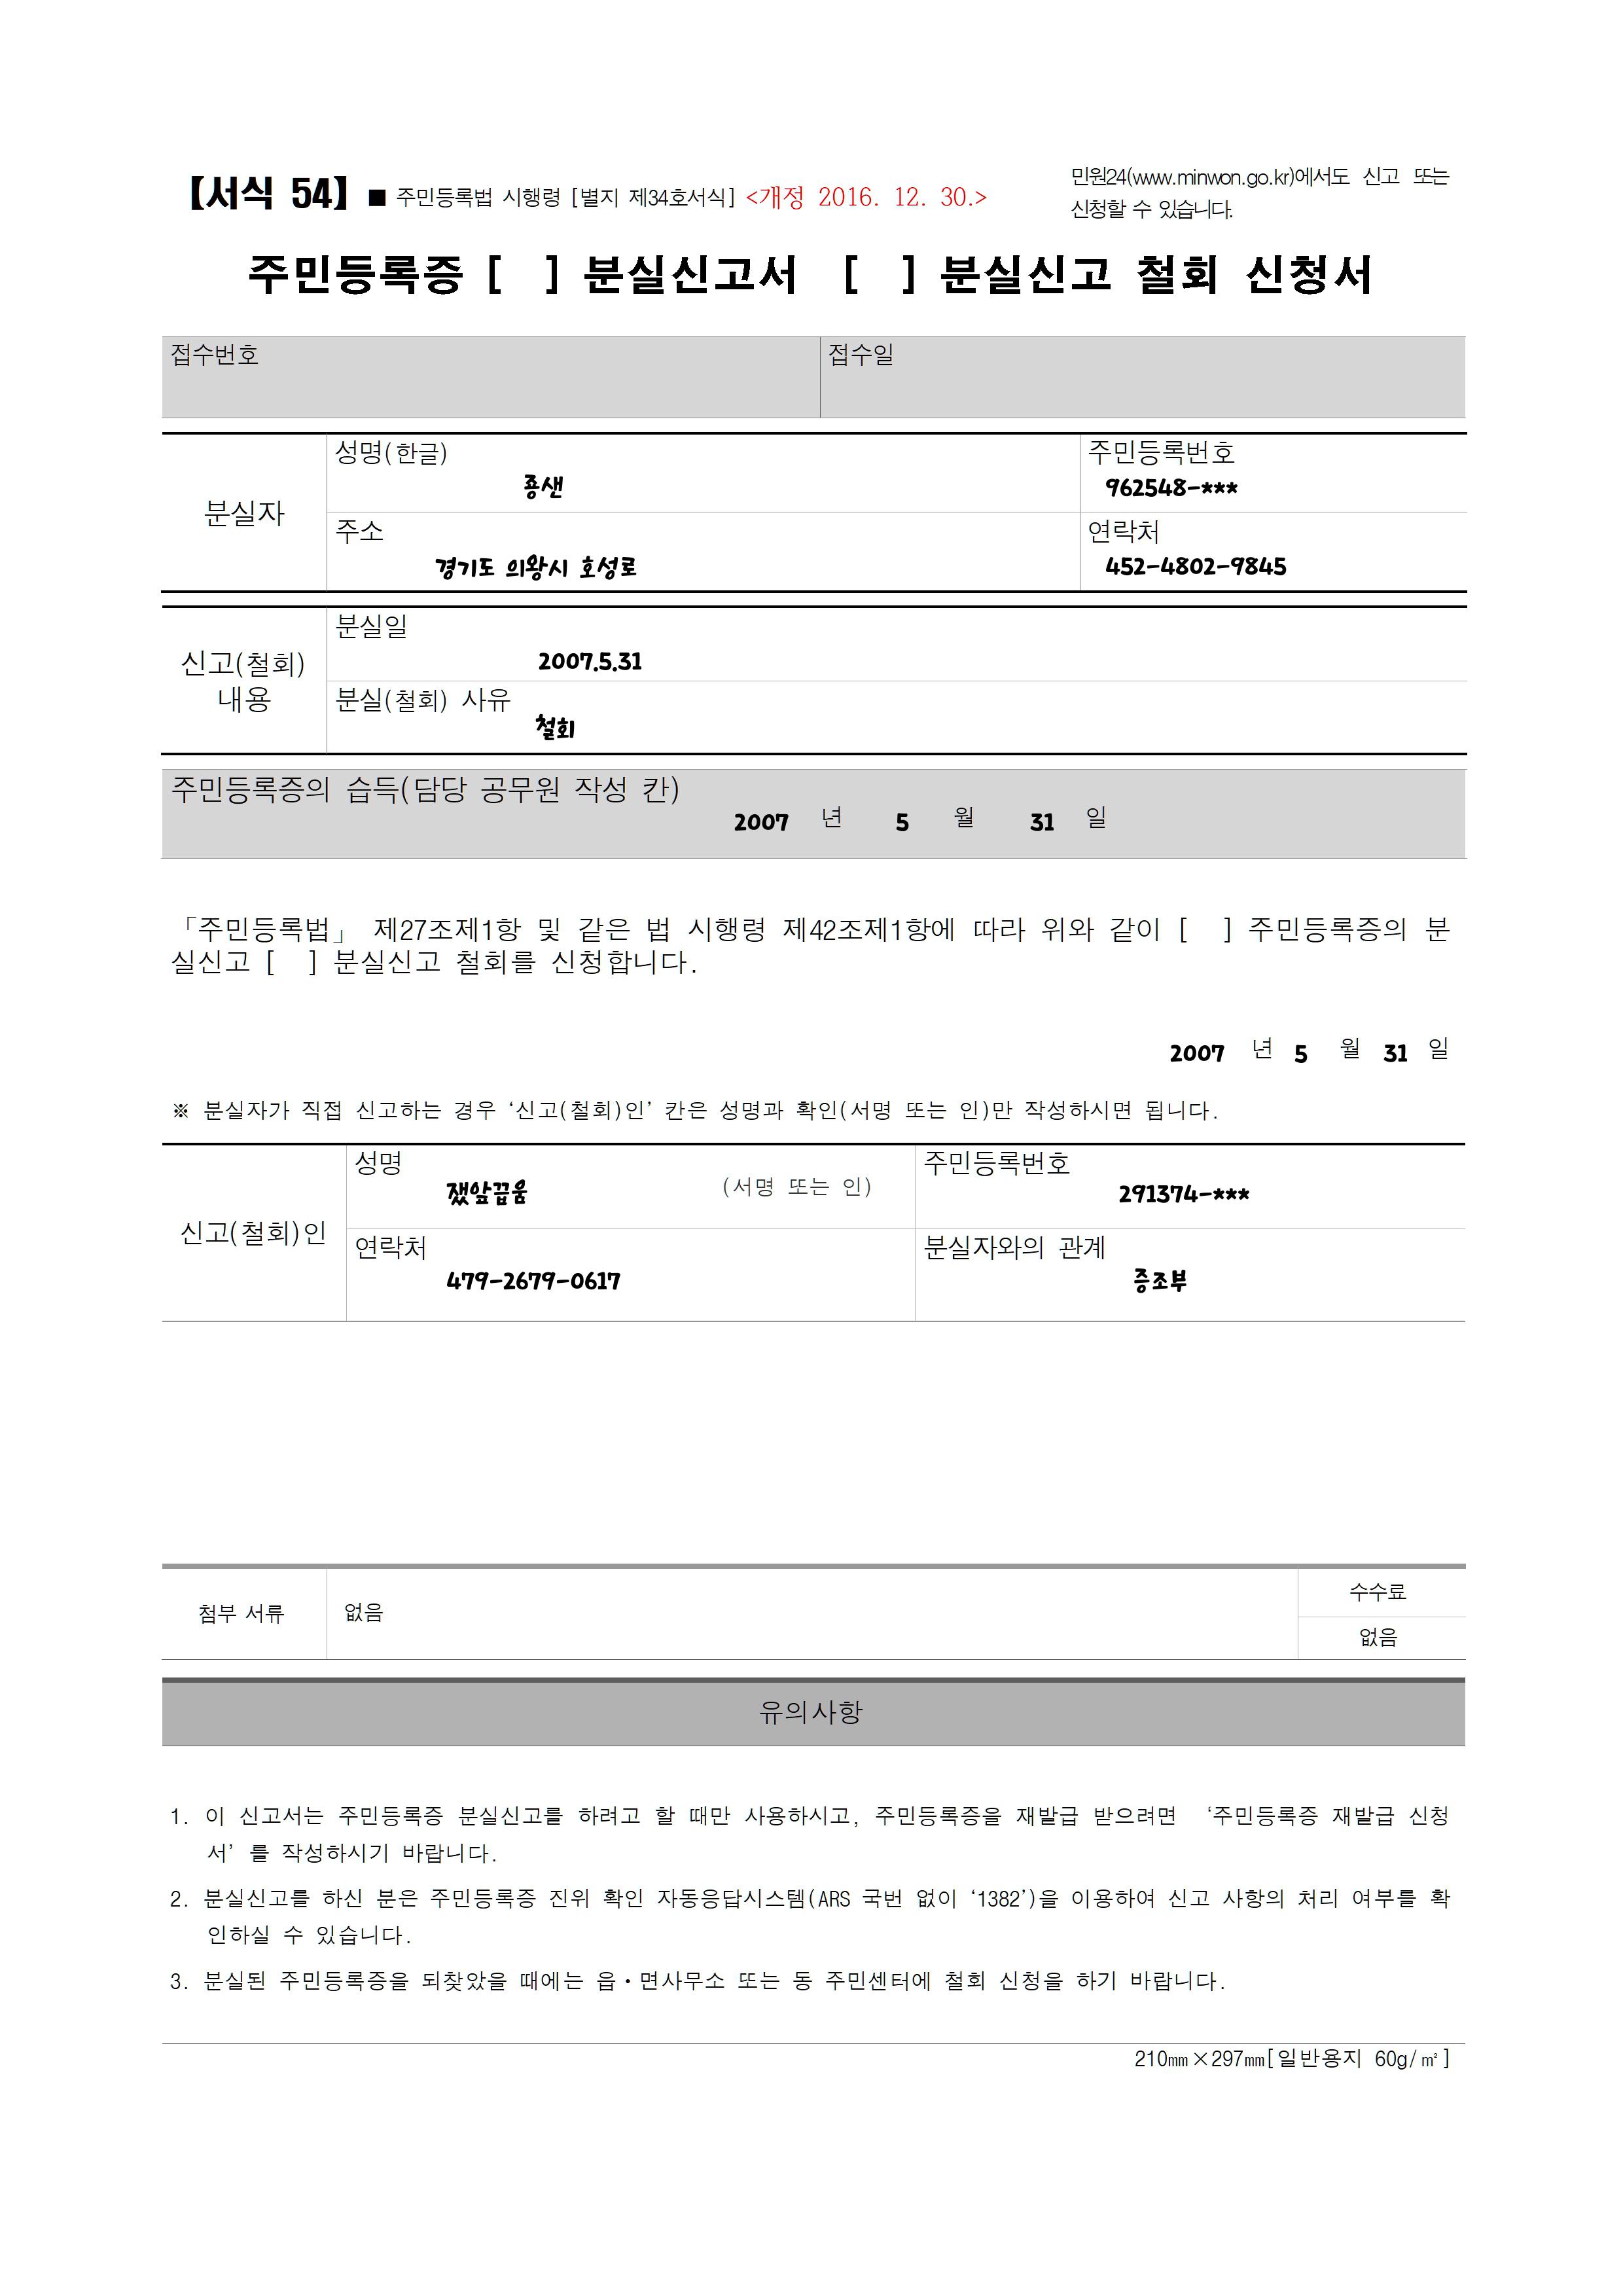 【서식 54】 ■ 주민등록법 시행령 [별지 제34호서식] <개정 2016. 12. 30.>
민원24(www.minwon.go.kr)에서도 신고 또는
신청할 수 있습니다.
주민등록증 [ ] 분실신고서 [ ] 분실신고 철회 신청서
접수번호 접수일
분실자
성명(한글) 주민등록번호
죵샌 962548-***
주소 연락처
경기도 의왕시 호성로 452-4802-9845
신고(철회)
내용
분실일
2007.5.31
분실(철회) 사유
철회
주민등록증의 습득(담당 공무원 작성 칸)
2007 년 5 월 31 일
「주민등록법」 제27조제1항 및 같은 법 시행령 제42조제1항에 따라 위와 같이 [ ] 주민등록증의 분
실신고 [ ] 분실신고 철회를 신청합니다.
2007 년 5 월 31 일
※ 분실자가 직접 신고하는 경우 ‘신고(철회)인’ 칸은 성명과 확인(서명 또는 인)만 작성하시면 됩니다.
신고(철회)인
성명 주민등록번호
쟀앞끕움 (서명 또는 인) 291374-***
연락처 분실자와의 관계
479-2679-0617 증조부
첨부 서류 없음
수수료
없음
유의사항
1. 이 신고서는 주민등록증 분실신고를 하려고 할 때만 사용하시고, 주민등록증을 재발급 받으려면 ‘주민등록증 재발급 신청
서’를 작성하시기 바랍니다.
2. 분실신고를 하신 분은 주민등록증 진위 확인 자동응답시스템(ARS 국번 없이 ‘1382’)을 이용하여 신고 사항의 처리 여부를 확
인하실 수 있습니다.
3. 분실된 주민등록증을 되찾았을 때에는 읍·면사무소 또는 동 주민센터에 철회 신청을 하기 바랍니다.
210㎜×297㎜[일반용지 60g/㎡]